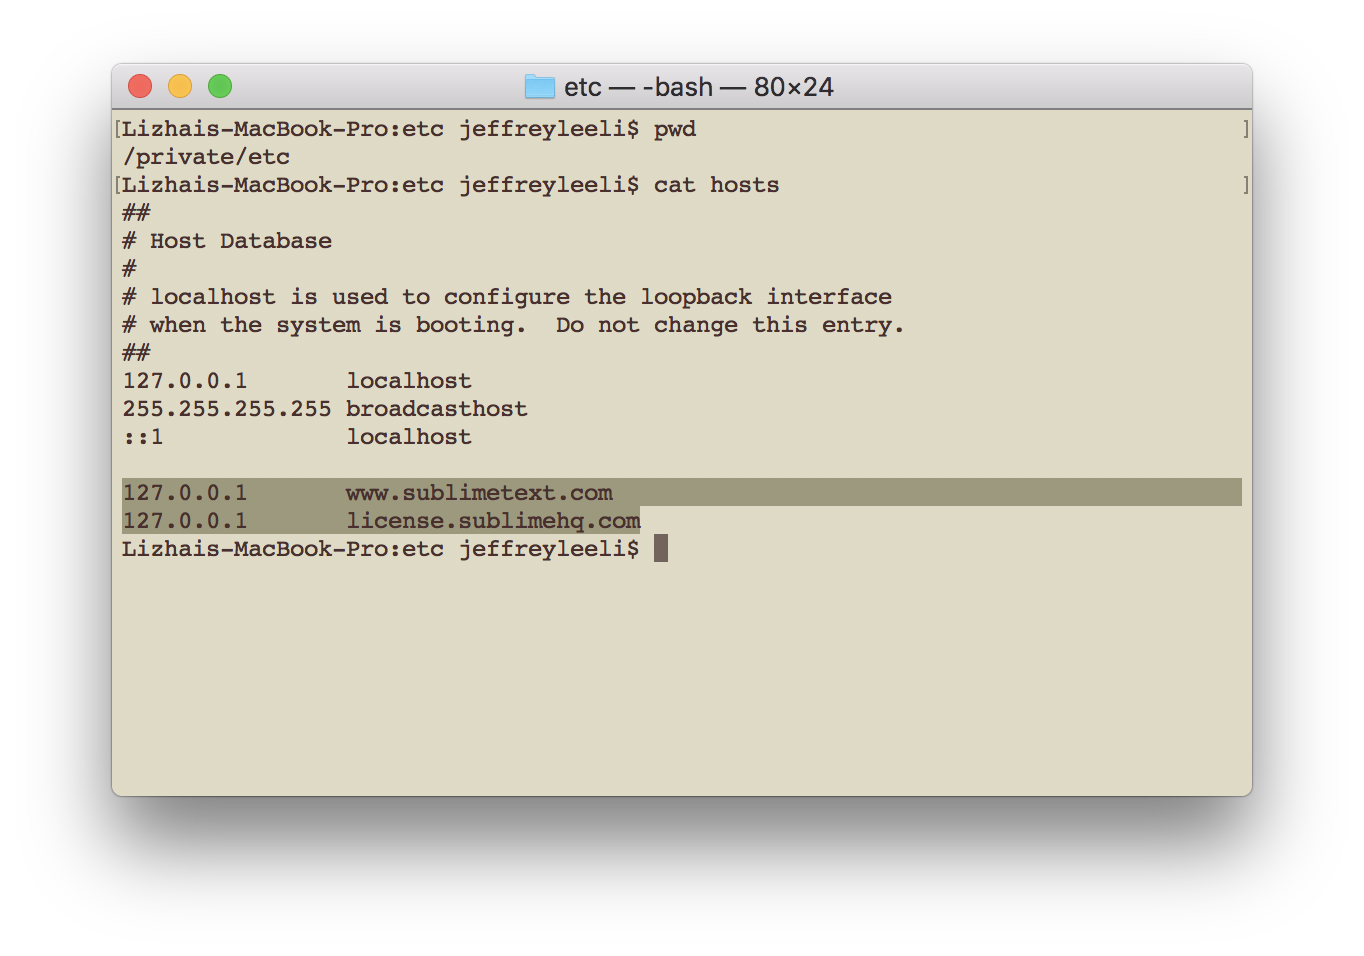 etc — -bash — 80×24
[Lizhais-MacBook-Pro:etc jeffreyleeli$ pwd ]
/private/etc
[Lizhais-MacBook-Pro:etc jeffreyleeli$ cat hosts ]
##
# Host Database
#
# localhost is used to configure the loopback interface
# when the system is booting.  Do not change this entry.
##
127.0.0.1       localhost
255.255.255.255 broadcasthost
::1             localhost

127.0.0.1       www.sublimetext.com
127.0.0.1       license.sublimehq.com
Lizhais-MacBook-Pro:etc jeffreyleeli$